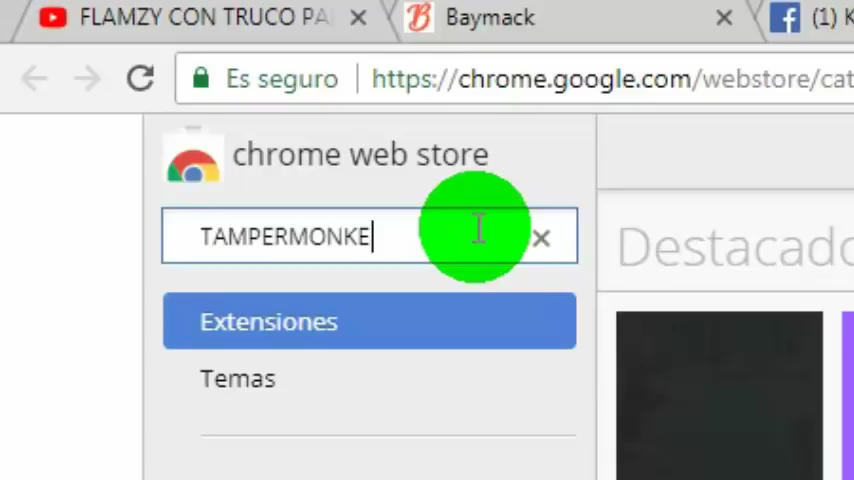 FLAMZY CON TRUCO PA
Baymack
(1) K
Es seguro
https://chrome.google.com/webstore/cat
chrome web store
TAMPERMONKE
Destacado
Extensiones
Temas